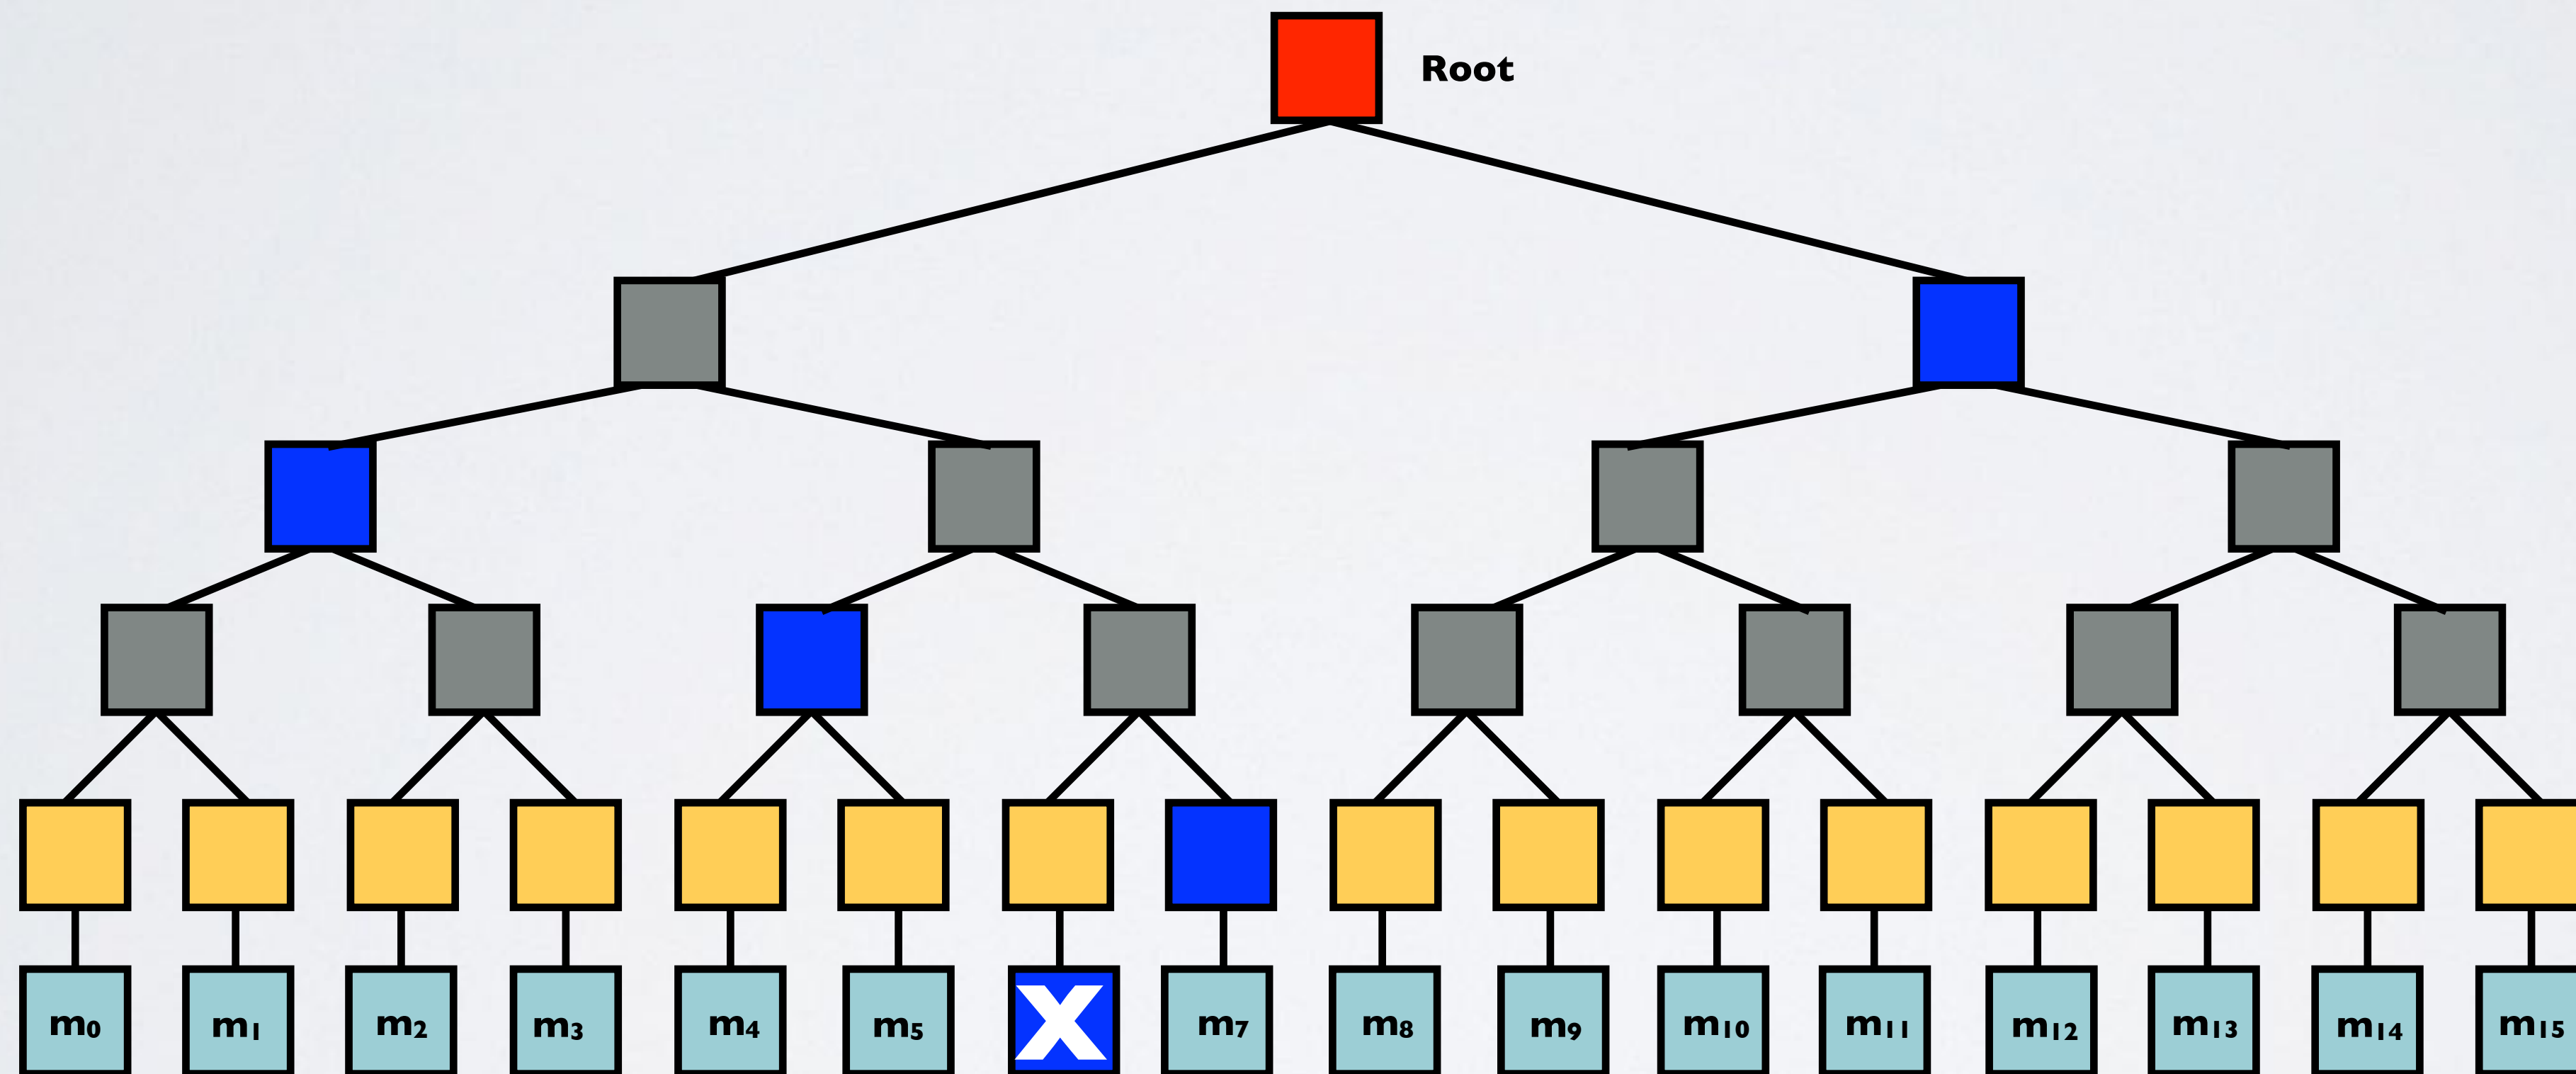 Root
m₀ m₁ m₂ m₃ m₄ m₅ X m₇ m₈ m₉ m₁₀ m₁₁ m₁₂ m₁₃ m₁₄ m₁₅